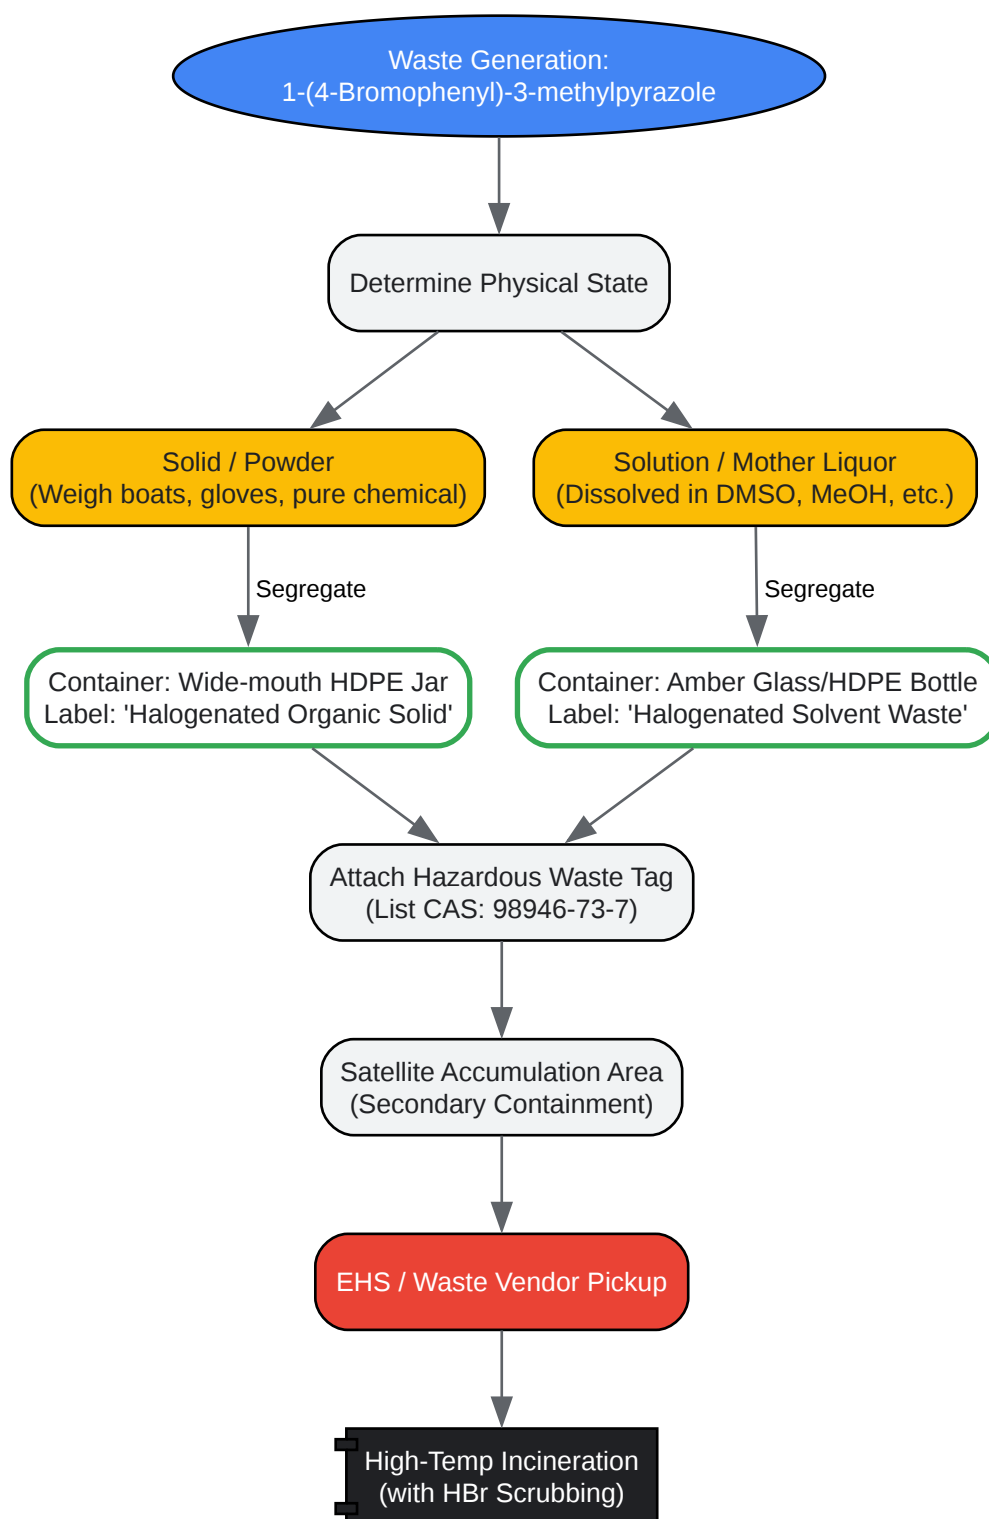 Waste Generation:
1-(4-Bromophenyl)-3-methylpyrazole
Determine Physical State
Solid / Powder
(Weigh boats, gloves, pure chemical)
Solution / Mother Liquor
(Dissolved in DMSO, MeOH, etc.)
Segregate
Segregate
Container: Wide-mouth HDPE Jar
Label: 'Halogenated Organic Solid'
Container: Amber Glass/HDPE Bottle
Label: 'Halogenated Solvent Waste'
Attach Hazardous Waste Tag
(List CAS: 98946-73-7)
Satellite Accumulation Area
(Secondary Containment)
EHS / Waste Vendor Pickup
High-Temp Incineration
(with HBr Scrubbing)